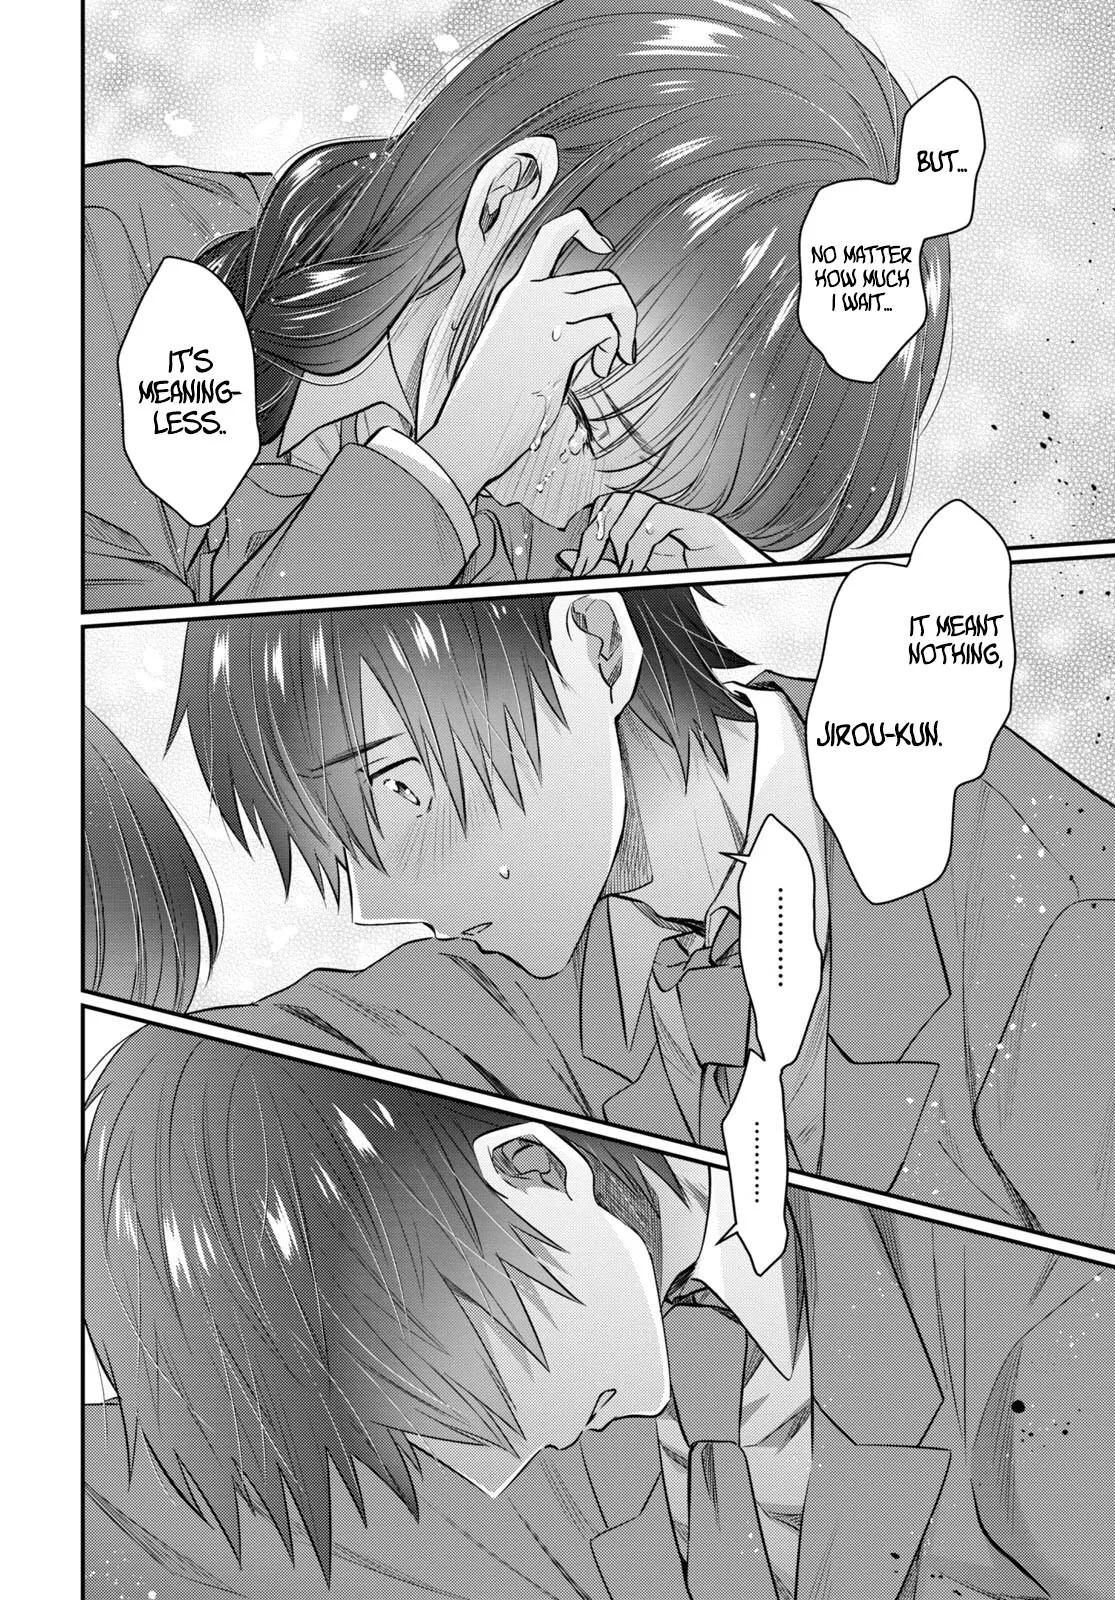 BUT...
NO MATTER
HOW MUCH
I WAIT...
IT'S
MEANING-
LESS..
IT MEANT
NOTHING,
JIROU-KUN.
..........
..........